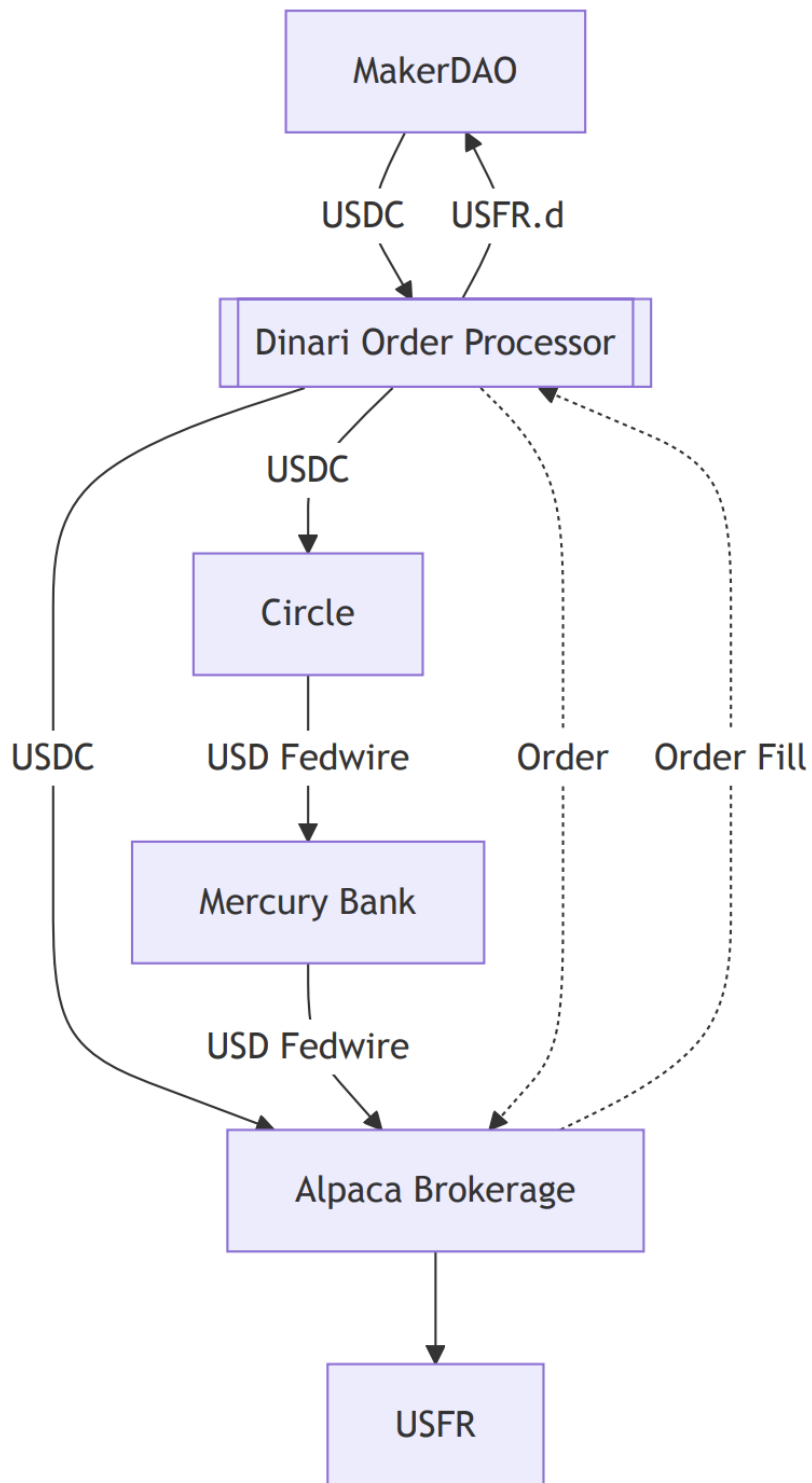 MakerDAO
USDC
USFR.d
Dinari Order Processor
USDC
Circle
USDC
USD Fedwire
Order
Order Fill
Mercury Bank
USD Fedwire
Alpaca Brokerage
USFR